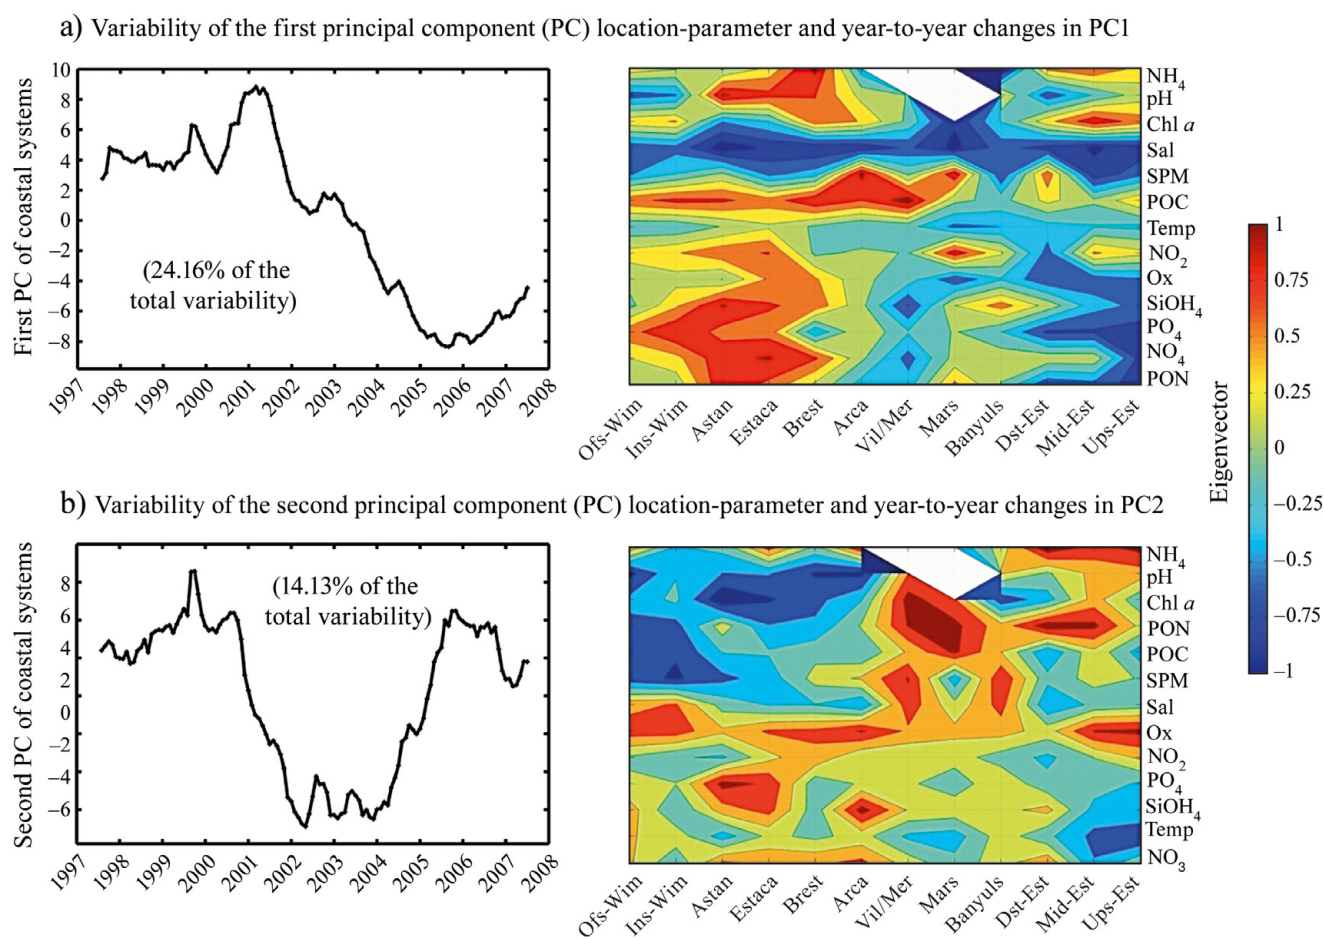 a) Variability of the first principal component (PC) location-parameter and year-to-year changes in PC1
First PC of coastal systems
10
8
6
4
2
0
−2
−4
−6
−8
(24.16% of the
total variability)
1997
1998
1999
2000
2001
2002
2003
2004
2005
2006
2007
2008
NH4
pH
Chl a
Sal
SPM
POC
Temp
NO2
Ox
SiOH4
PO4
NO4
PON
Ofs-Wim
Ins-Wim
Astan
Estaca
Brest
Arca
Vil/Mer
Mars
Banyuls
Dst-Est
Mid-Est
Ups-Est
Eigenvector
1
0.75
0.5
0.25
0
−0.25
−0.5
−0.75
−1
b) Variability of the second principal component (PC) location-parameter and year-to-year changes in PC2
Second PC of coastal systems
8
6
4
2
0
−2
−4
−6
(14.13% of the
total variability)
1997
1998
1999
2000
2001
2002
2003
2004
2005
2006
2007
2008
NH4
pH
Chl a
PON
POC
SPM
Sal
Ox
NO2
PO4
SiOH4
Temp
NO3
Ofs-Wim
Ins-Wim
Astan
Estaca
Brest
Arca
Vil/Mer
Mars
Banyuls
Dst-Est
Mid-Est
Ups-Est